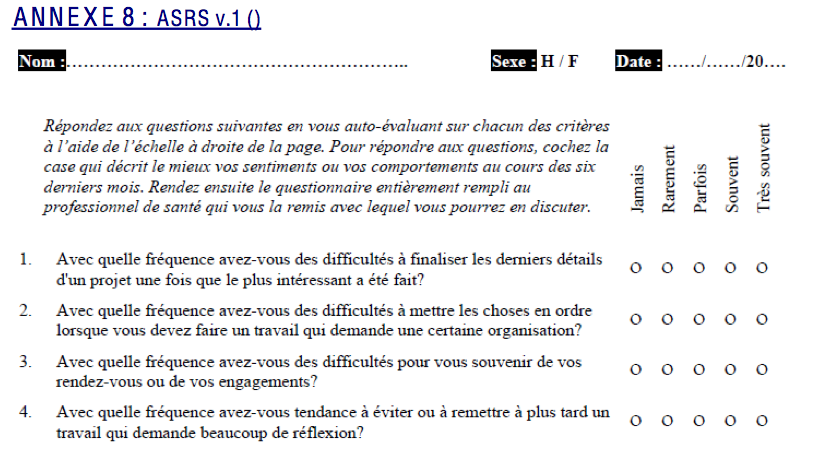 ANNEXE 8 : ASRS v.1 ()
Nom :……………………………………………………..
Sexe : H / F
Date : ……/……/20….
Répondez aux questions suivantes en vous auto-évaluant sur chacun des critères
à l'aide de l'échelle à droite de la page. Pour répondre aux questions, cochez la
case qui décrit le mieux vos sentiments ou vos comportements au cours des six
derniers mois. Rendez ensuite le questionnaire entièrement rempli au
professionnel de santé qui vous la remis avec lequel vous pourrez en discuter.
Jamais
Rarement
Parfois
Souvent
Très souvent
1. Avec quelle fréquence avez-vous des difficultés à finaliser les derniers détails
d'un projet une fois que le plus intéressant a été fait?
2. Avec quelle fréquence avez-vous des difficultés à mettre les choses en ordre
lorsque vous devez faire un travail qui demande une certaine organisation?
3. Avec quelle fréquence avez-vous des difficultés pour vous souvenir de vos
rendez-vous ou de vos engagements?
4. Avec quelle fréquence avez-vous tendance à éviter ou à remettre à plus tard un
travail qui demande beaucoup de réflexion?